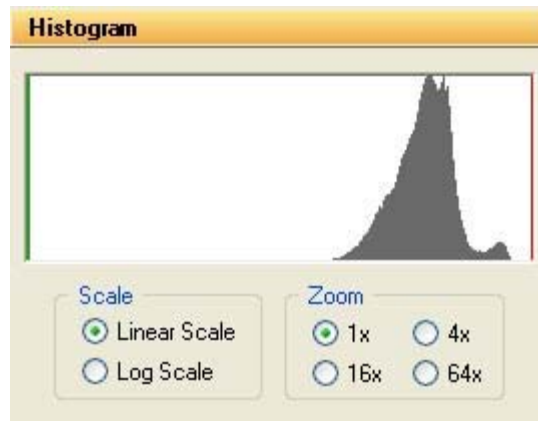 Histogram
Scale
Linear Scale
Log Scale
Zoom
1x
4x
16x
64x